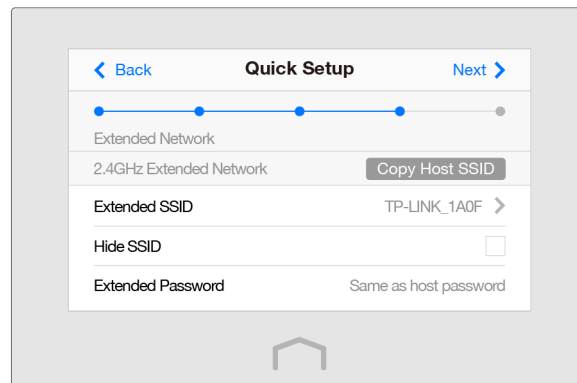 Back Quick Setup Next
Extended Network
2.4GHz Extended Network Copy Host SSID
Extended SSID TP-LINK_1A0F
Hide SSID
Extended Password Same as host password